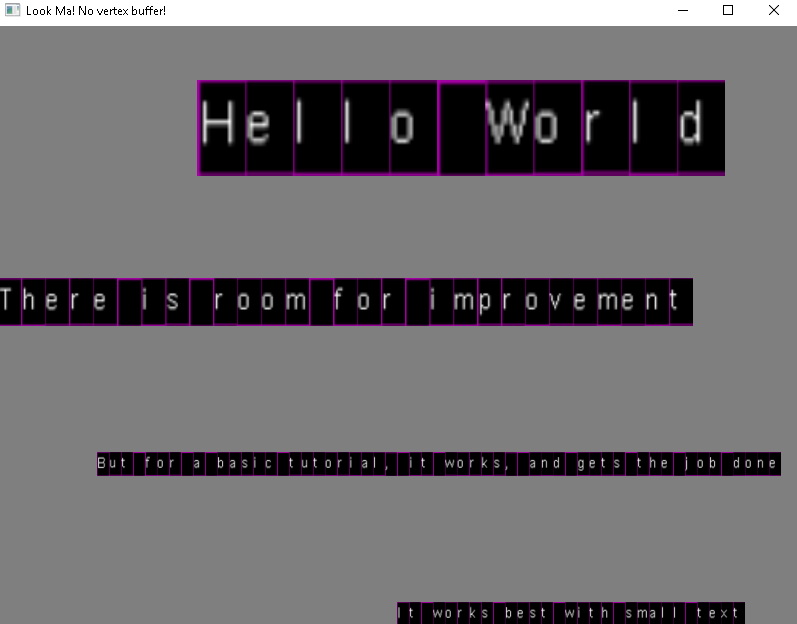 Look Ma! No vertex buffer!
Hello World
There is room for improvement
But for a basic tutorial, it works, and gets the job done
It works best with small text